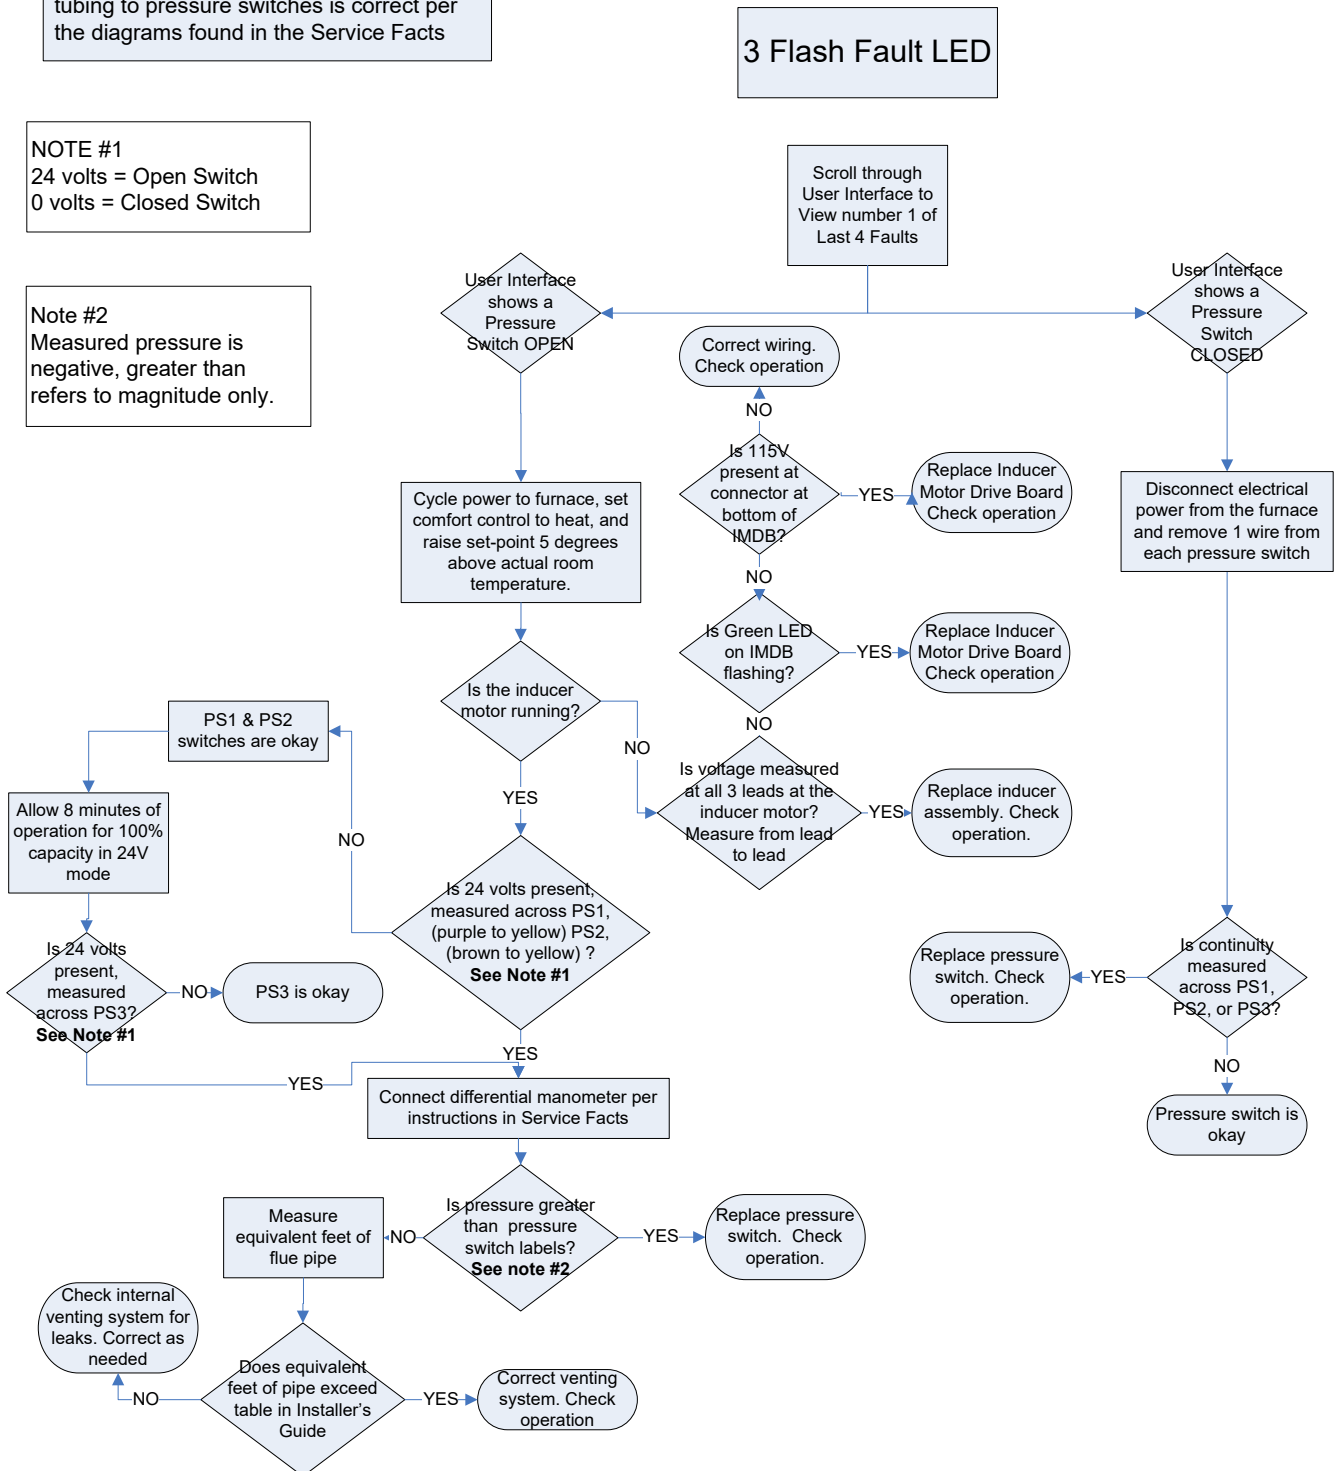 tubing to pressure switches is correct per
the diagrams found in the Service Facts
3 Flash Fault LED
NOTE #1
24 volts = Open Switch
0 volts = Closed Switch
Note #2
Measured pressure is
negative, greater than
refers to magnitude only.
Scroll through
User Interface to
View number 1 of
Last 4 Faults
User Interface
shows a
Pressure
Switch OPEN
User Interface
shows a
Pressure
Switch
CLOSED
Correct wiring.
Check operation
NO
Is 115V
present at
connector at
bottom of
IMDB?
YES
Replace Inducer
Motor Drive Board
Check operation
NO
Is Green LED
on IMDB
flashing?
YES
Replace Inducer
Motor Drive Board
Check operation
NO
Is voltage measured
at all 3 leads at the
inducer motor?
Measure from lead
to lead
YES
Replace inducer
assembly. Check
operation.
Cycle power to furnace, set
comfort control to heat, and
raise set-point 5 degrees
above actual room
temperature.
Is the inducer
motor running?
NO
YES
Is 24 volts present,
measured across PS1,
(purple to yellow) PS2,
(brown to yellow) ?
See Note #1
NO
PS1 & PS2
switches are okay
Allow 8 minutes of
operation for 100%
capacity in 24V
mode
Is 24 volts
present,
measured
across PS3?
See Note #1
NO
PS3 is okay
YES
YES
Connect differential manometer per
instructions in Service Facts
Is pressure greater
than pressure
switch labels?
See note #2
YES
Replace pressure
switch. Check
operation.
NO
Measure
equivalent feet of
flue pipe
Does equivalent
feet of pipe exceed
table in Installer's
Guide
YES
Correct venting
system. Check
operation
NO
Check internal
venting system for
leaks. Correct as
needed
Disconnect electrical
power from the furnace
and remove 1 wire from
each pressure switch
Is continuity
measured
across PS1,
PS2, or PS3?
YES
Replace pressure
switch. Check
operation.
NO
Pressure switch is
okay